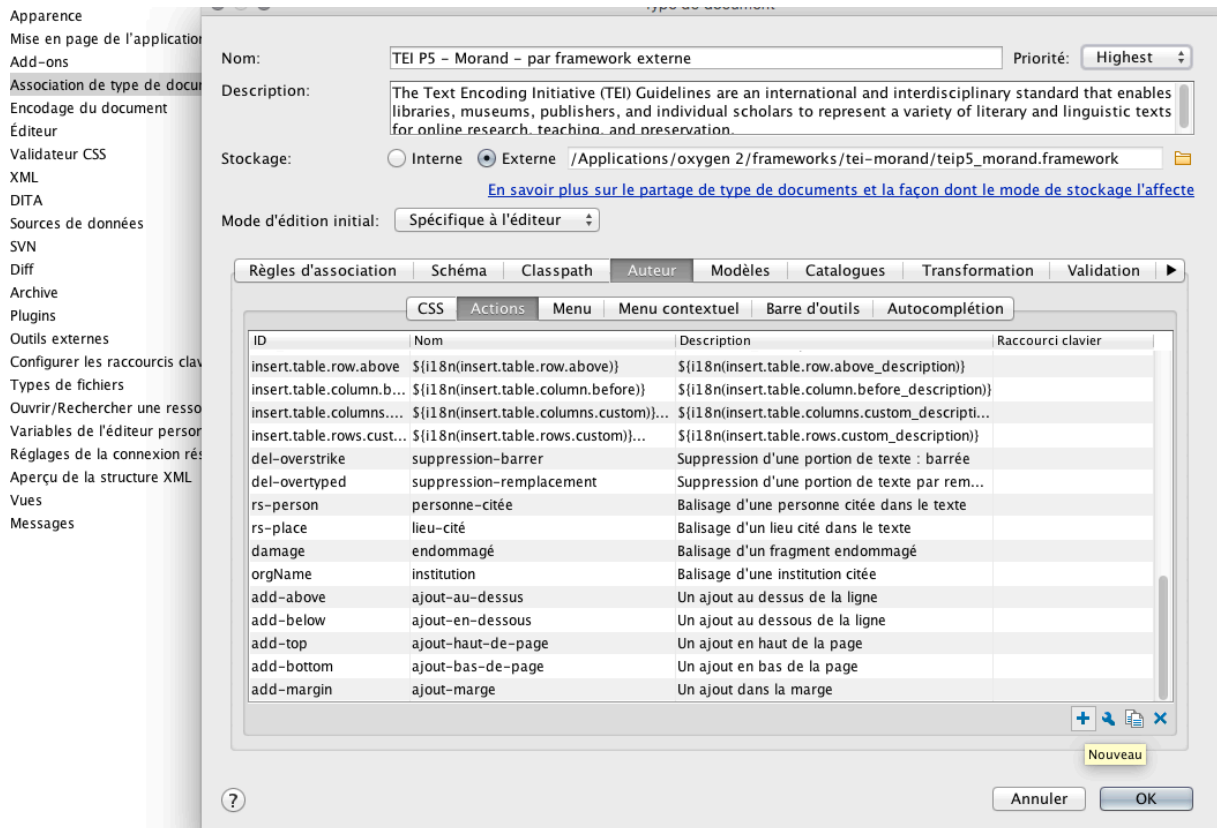 Type de document
Apparence
Mise en page de l'application
Add-ons
Association de type de docur
Encodage du document
Éditeur
Validateur CSS
XML
DITA
Sources de données
SVN
Diff
Archive
Plugins
Outils externes
Configurer les raccourcis clav
Types de fichiers
Ouvrir/Rechercher une resso
Variables de l'éditeur persor
Réglages de la connexion rés
Aperçu de la structure XML
Vues
Messages
Nom: TEI P5 – Morand – par framework externe Priorité: Highest
Description: The Text Encoding Initiative (TEI) Guidelines are an international and interdisciplinary standard that enables
libraries, museums, publishers, and individual scholars to represent a variety of literary and linguistic texts
for online research, teaching, and preservation.
Stockage: Interne Externe /Applications/oxygen 2/frameworks/tei-morand/teip5_morand.framework
En savoir plus sur le partage de type de documents et la façon dont le mode de stockage l'affecte
Mode d'édition initial: Spécifique à l'éditeur
Règles d'association Schéma Classpath Auteur Modèles Catalogues Transformation Validation
CSS Actions Menu Menu contextuel Barre d'outils Autocomplétion
ID Nom Description Raccourci clavier
insert.table.row.above ${i18n(insert.table.row.above)} ${i18n(insert.table.row.above_description)}
insert.table.column.b... ${i18n(insert.table.column.before)} ${i18n(insert.table.column.before_description)}
insert.table.columns.... ${i18n(insert.table.columns.custom)}... ${i18n(insert.table.columns.custom_descripti...
insert.table.rows.cust... ${i18n(insert.table.rows.custom)}... ${i18n(insert.table.rows.custom_description)}
del-overstrike suppression-barrer Suppression d'une portion de texte : barrée
del-overtyped suppression-remplacement Suppression d'une portion de texte par rem...
rs-person personne-citée Balisage d'une personne citée dans le texte
rs-place lieu-cité Balisage d'un lieu cité dans le texte
damage endommagé Balisage d'un fragment endommagé
orgName institution Balisage d'une institution citée
add-above ajout-au-dessus Un ajout au dessus de la ligne
add-below ajout-en-dessous Un ajout au dessous de la ligne
add-top ajout-haut-de-page Un ajout en haut de la page
add-bottom ajout-bas-de-page Un ajout en bas de la page
add-margin ajout-marge Un ajout dans la marge
Nouveau
? Annuler OK